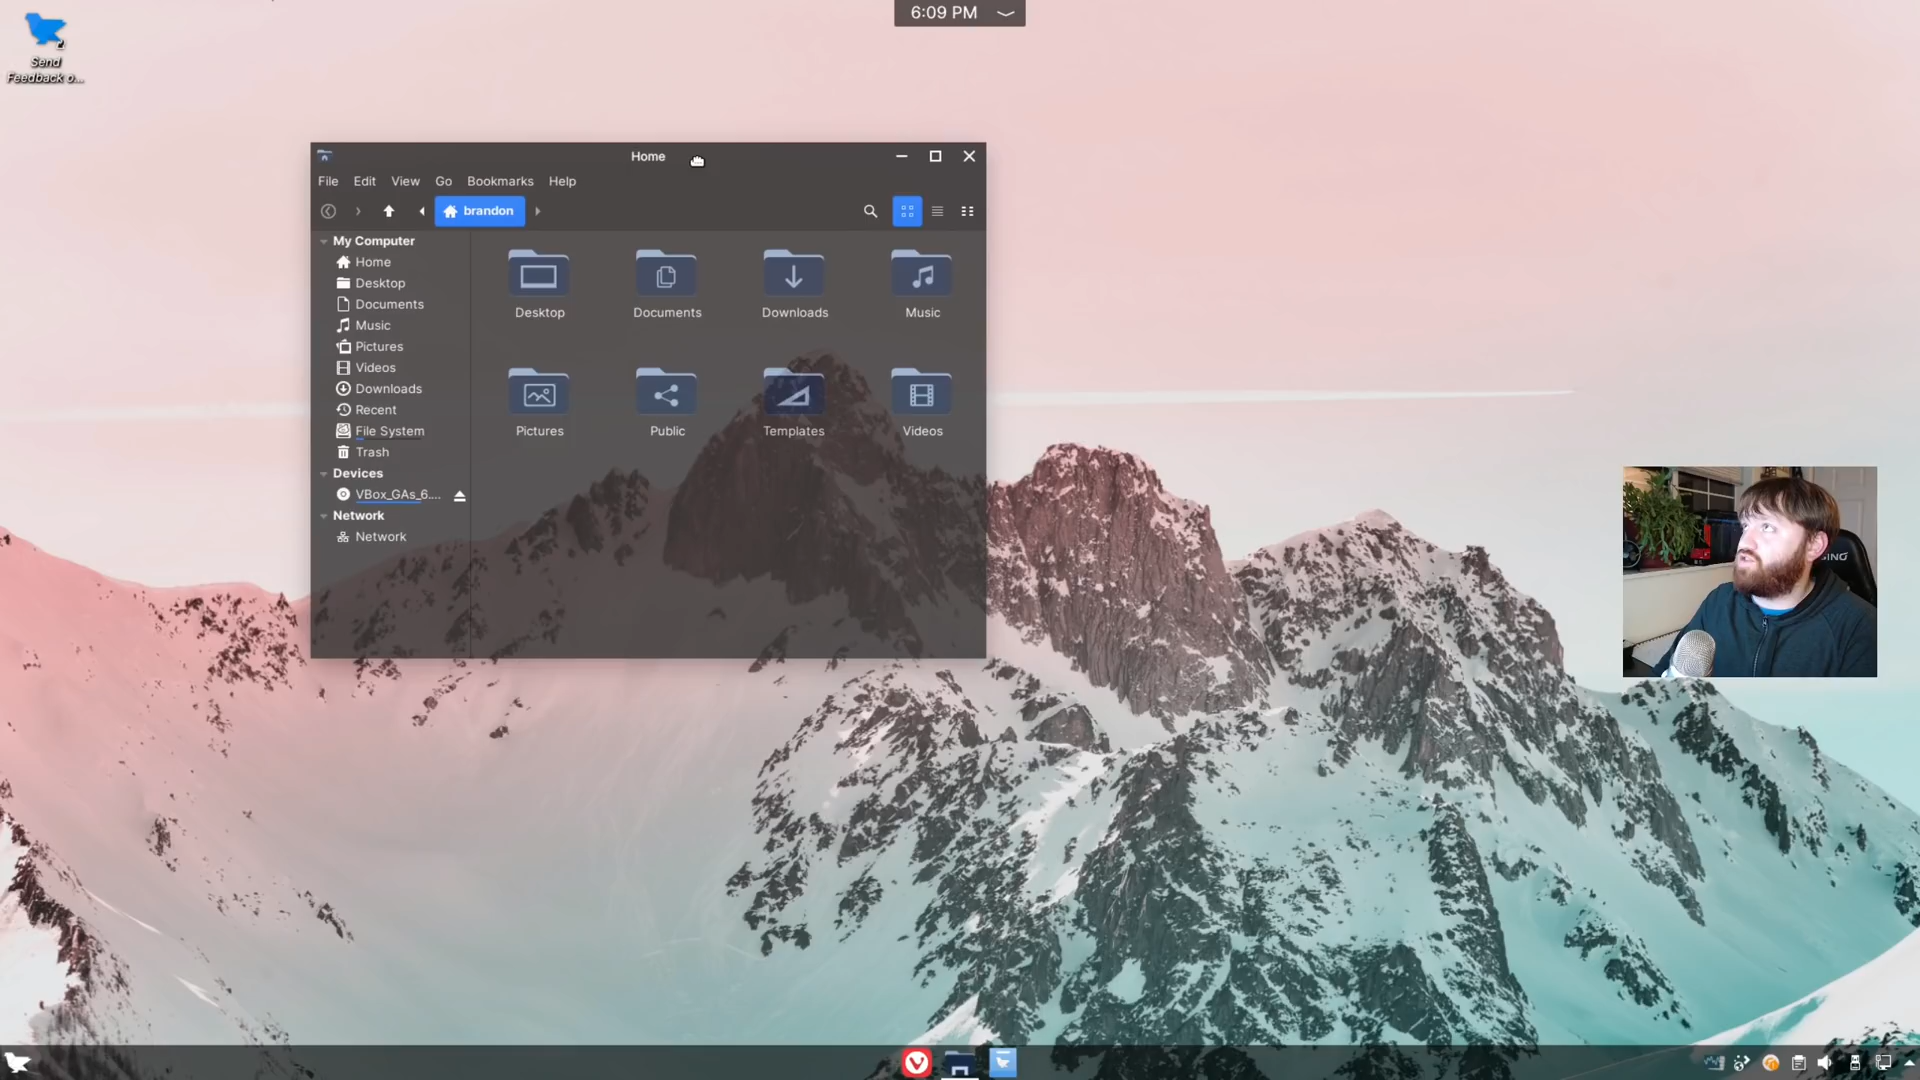 6:09 PM
Send
Feedback o...
Home
File Edit View Go Bookmarks Help
brandon
My Computer
Home
Desktop
Documents
Music
Pictures
Videos
Downloads
Recent
File System
Trash
Devices
VBox_GAs_6....
Network
Network
Desktop Documents Downloads Music
Pictures Public Templates Videos